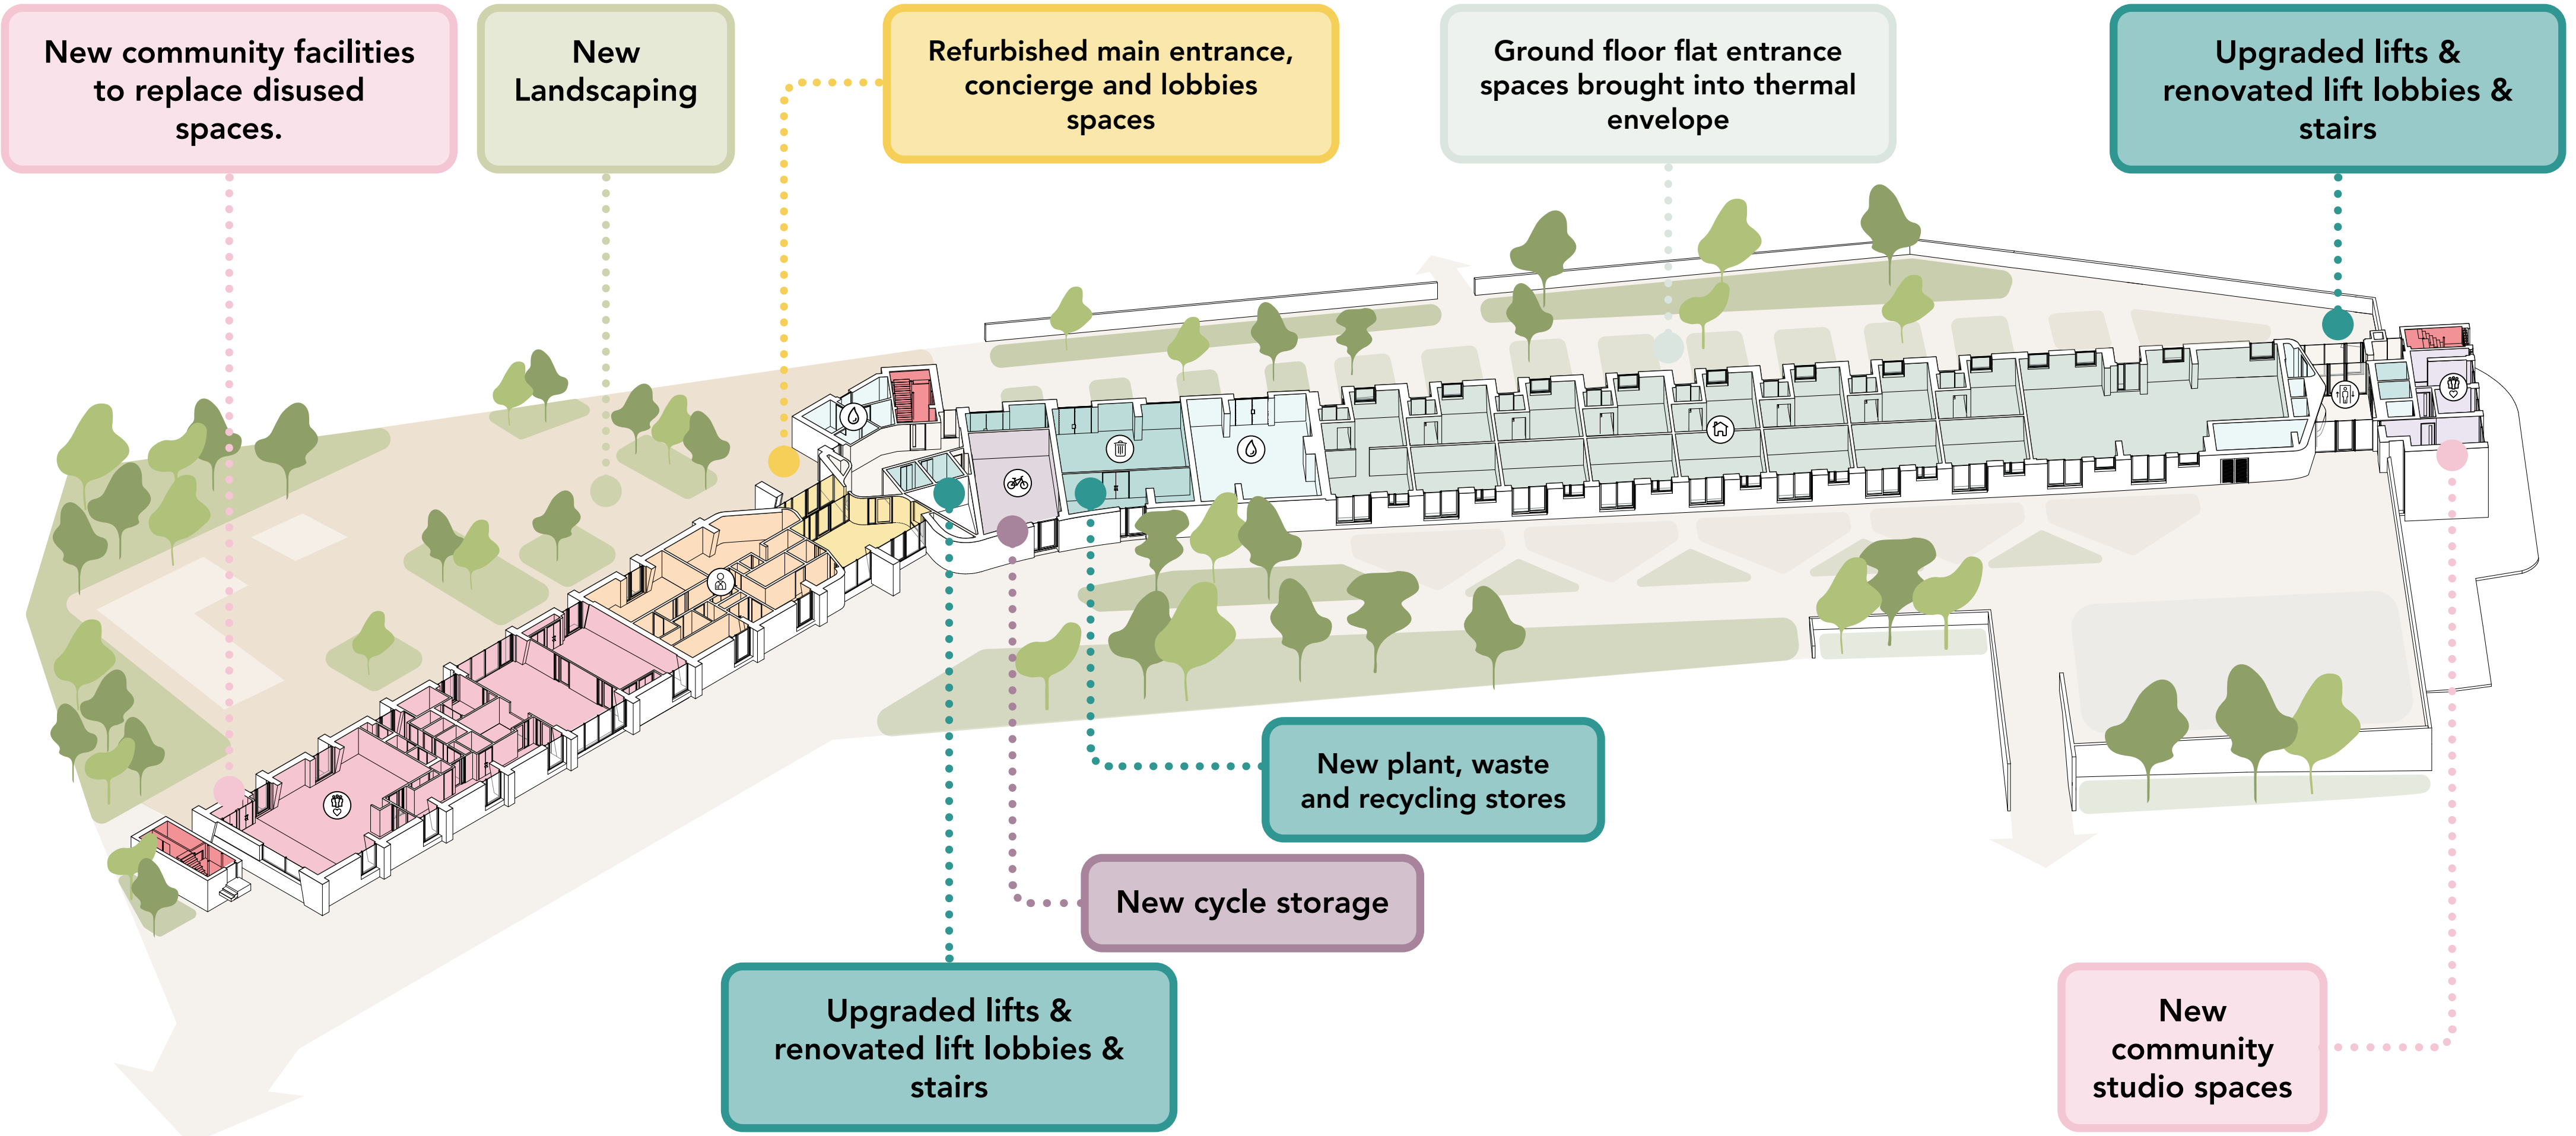 New community facilities
to replace disused
spaces.
New
Landscaping
Refurbished main entrance,
concierge and lobbies
spaces
Ground floor flat entrance
spaces brought into thermal
envelope
Upgraded lifts &
renovated lift lobbies &
stairs
New plant, waste
and recycling stores
New cycle storage
Upgraded lifts &
renovated lift lobbies &
stairs
New
community
studio spaces